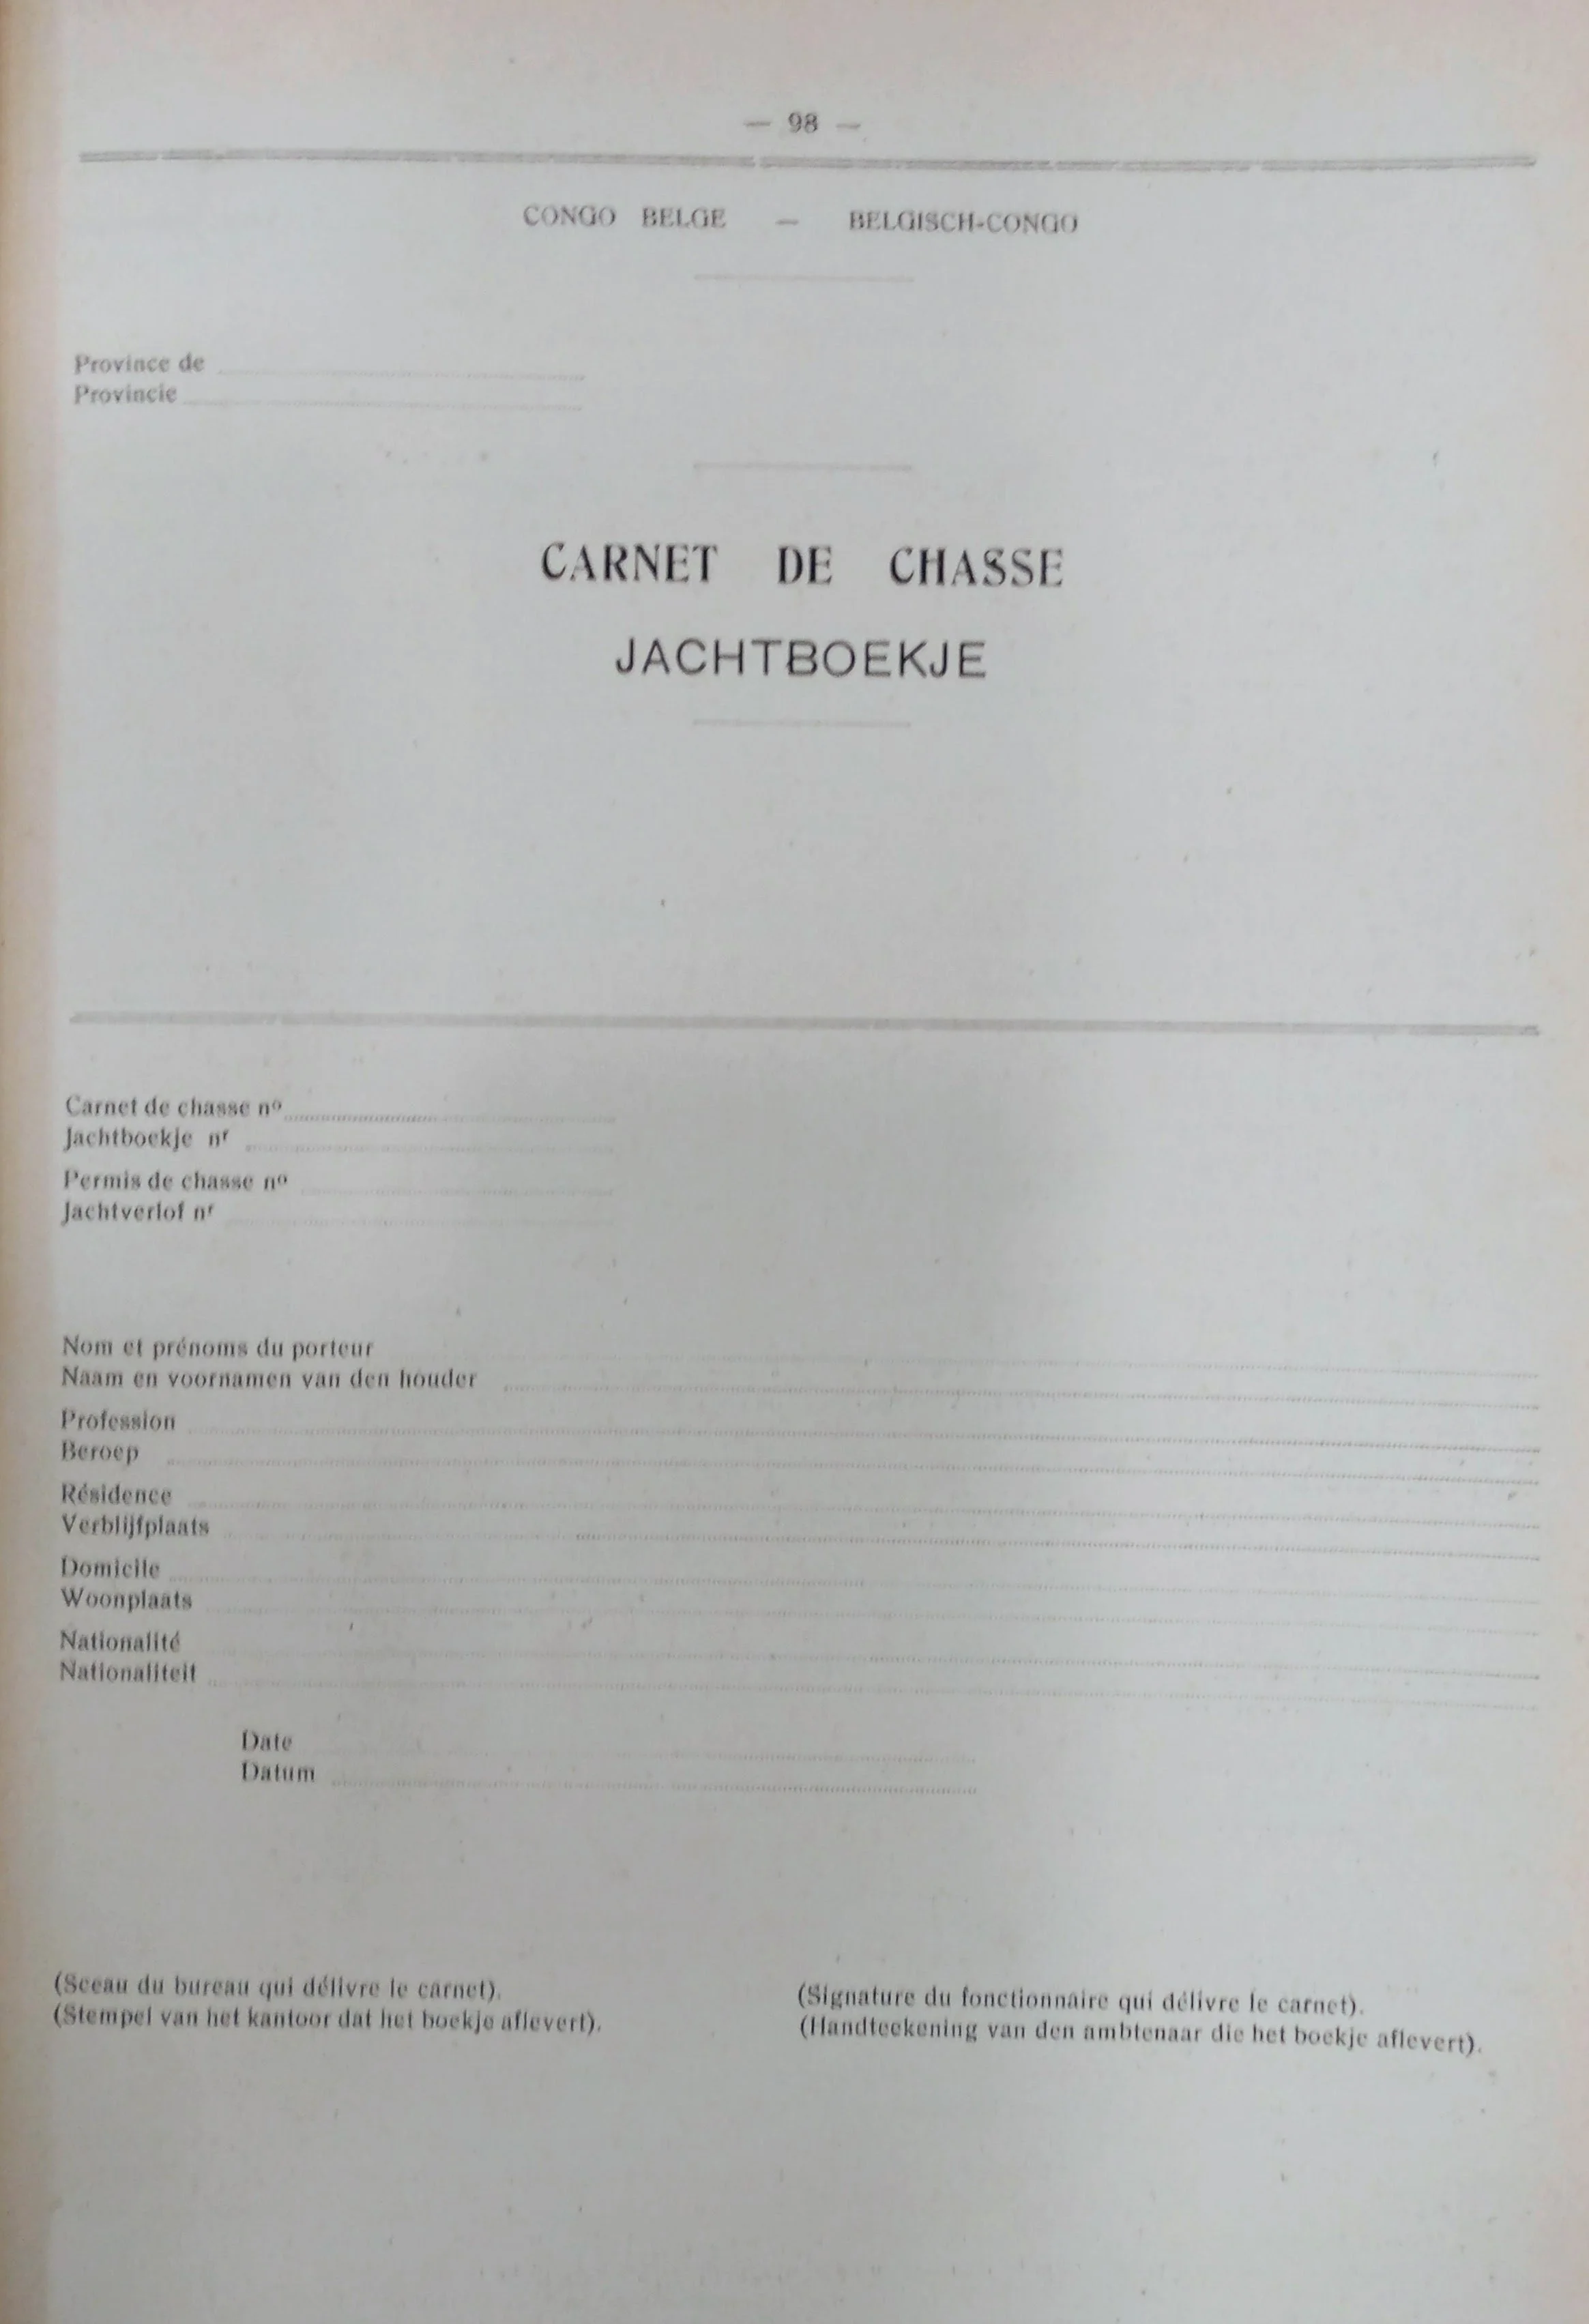 — 98 —
CONGO BELGE — BELGISCH-CONGO
Province de
Provincie
CARNET DE CHASSE
JACHTBOEKJE
Carnet de chasse nº
Jachtboekje nʳ
Permis de chasse nº
Jachtverlof nʳ
Nom et prénoms du porteur
Naam en voornamen van den houder
Profession
Beroep
Résidence
Verblijfplaats
Domicile
Woonplaats
Nationalité
Nationaliteit
Date
Datum
(Sceau du bureau qui délivre le carnet).
(Stempel van het kantoor dat het boekje aflevert).
(Signature du fonctionnaire qui délivre le carnet).
(Handteekening van den ambtenaar die het boekje aflevert).